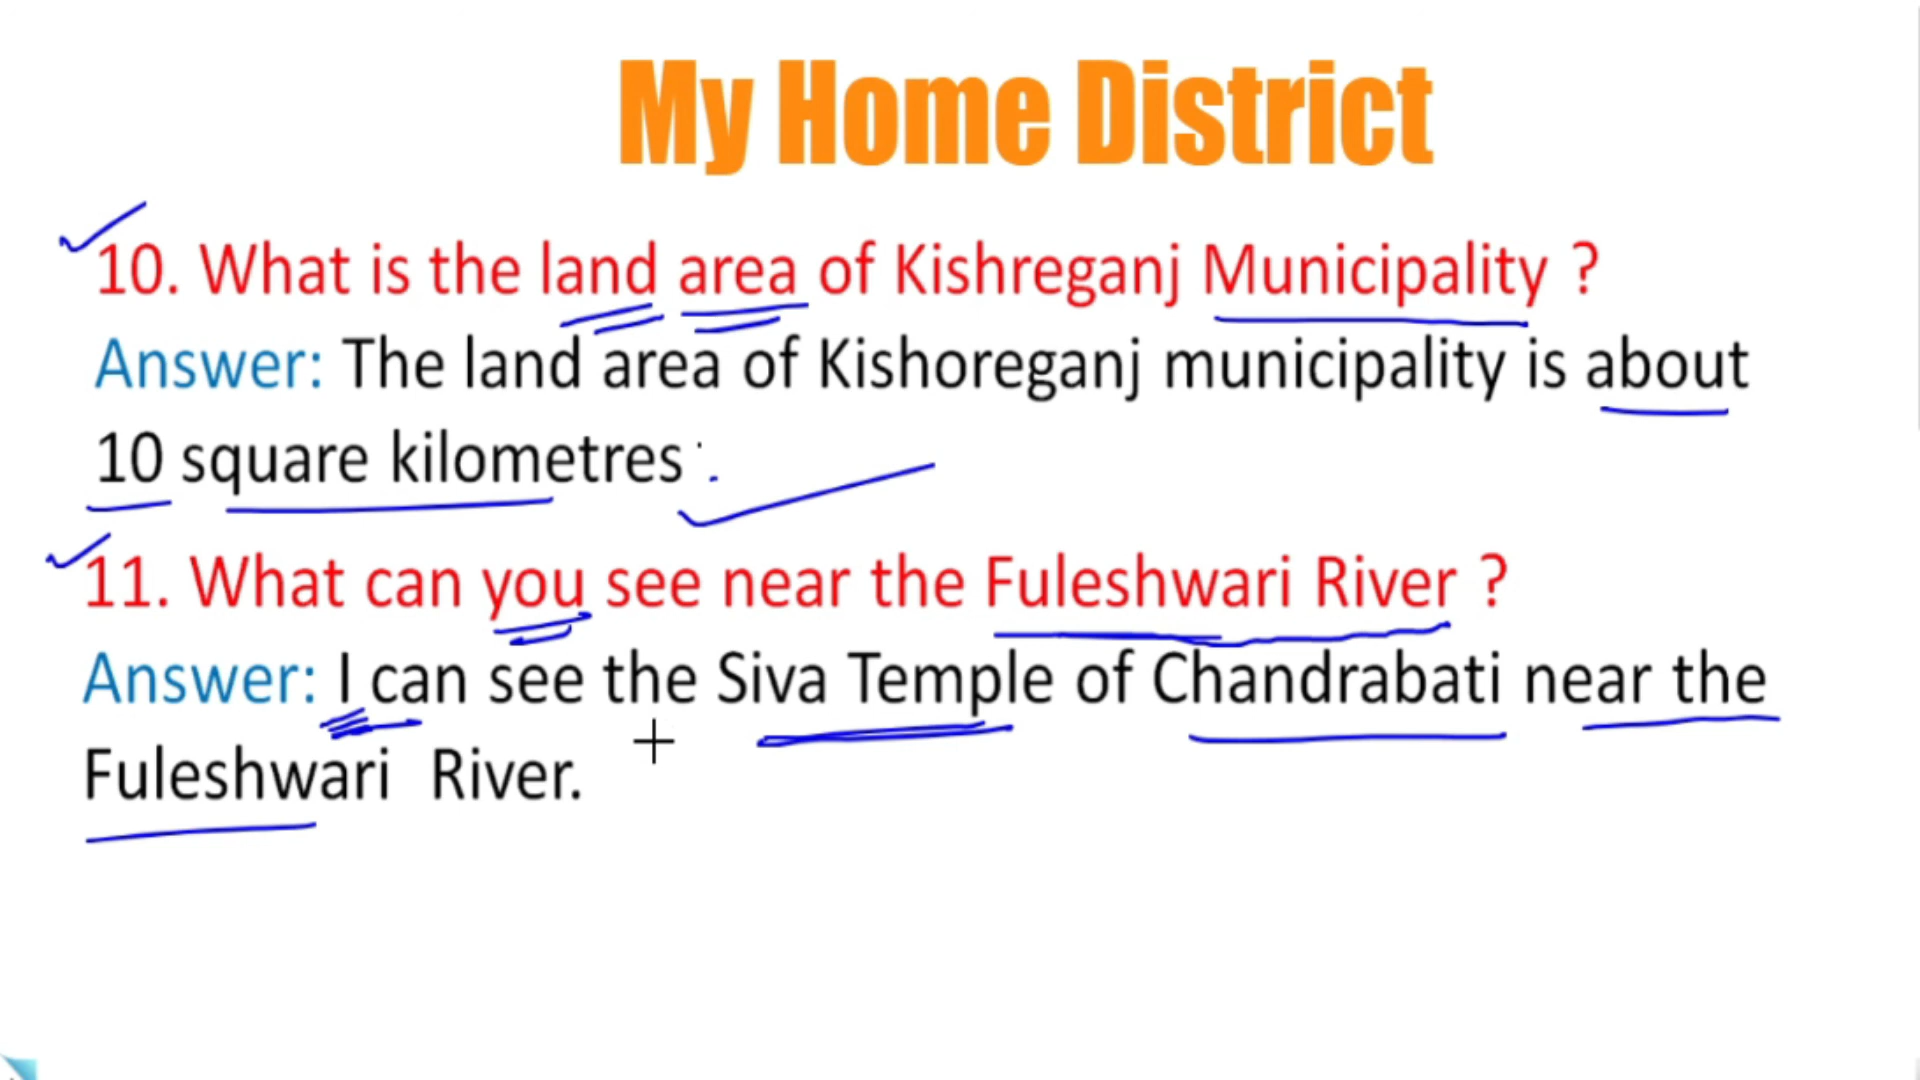 My Home District
10. What is the land area of Kishreganj Municipality ?
Answer: The land area of Kishoreganj municipality is about
10 square kilometres .
11. What can you see near the Fuleshwari River ?
Answer: I can see the Siva Temple of Chandrabati near the
Fuleshwari River.